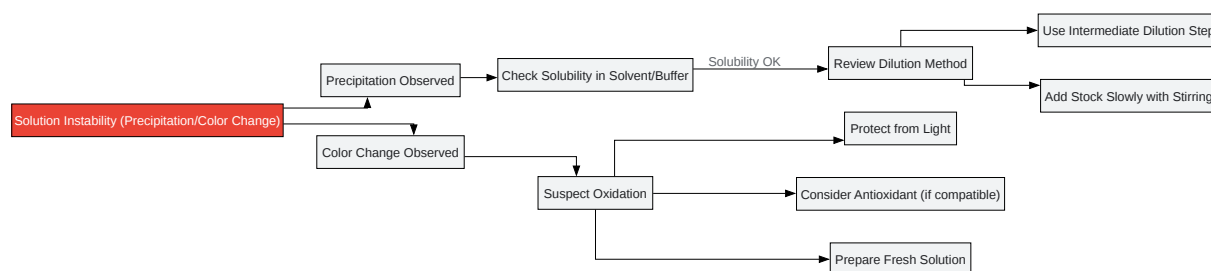 Use Intermediate Dilution Step
Solubility OK
Review Dilution Method
Precipitation Observed
Check Solubility in Solvent/Buffer
Add Stock Slowly with Stirring
Solution Instability (Precipitation/Color Change)
Protect from Light
Color Change Observed
Suspect Oxidation
Consider Antioxidant (if compatible)
Prepare Fresh Solution